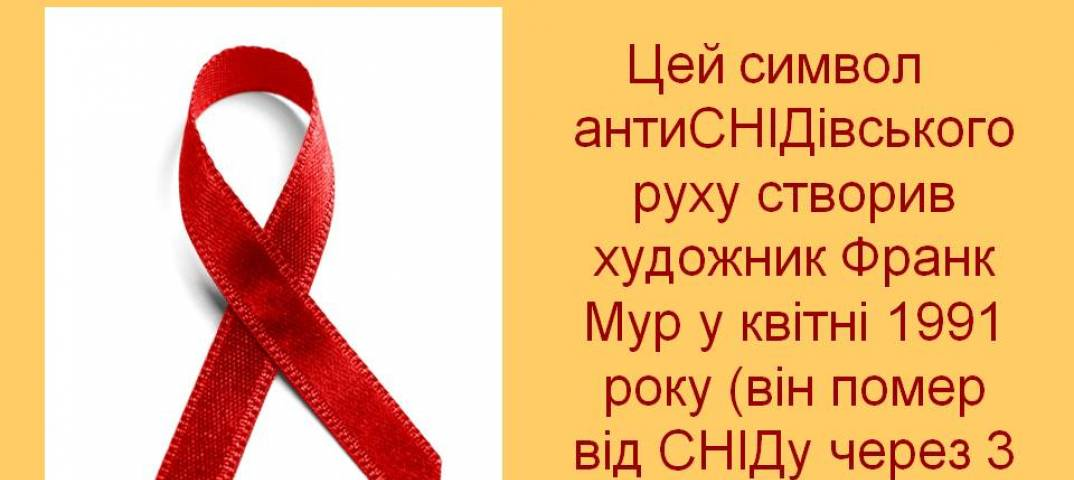 Цей символ
антиСНІДівського
руху створив
художник Франк
Мур у квітні 1991
року (він помер
від СНІДу через 3